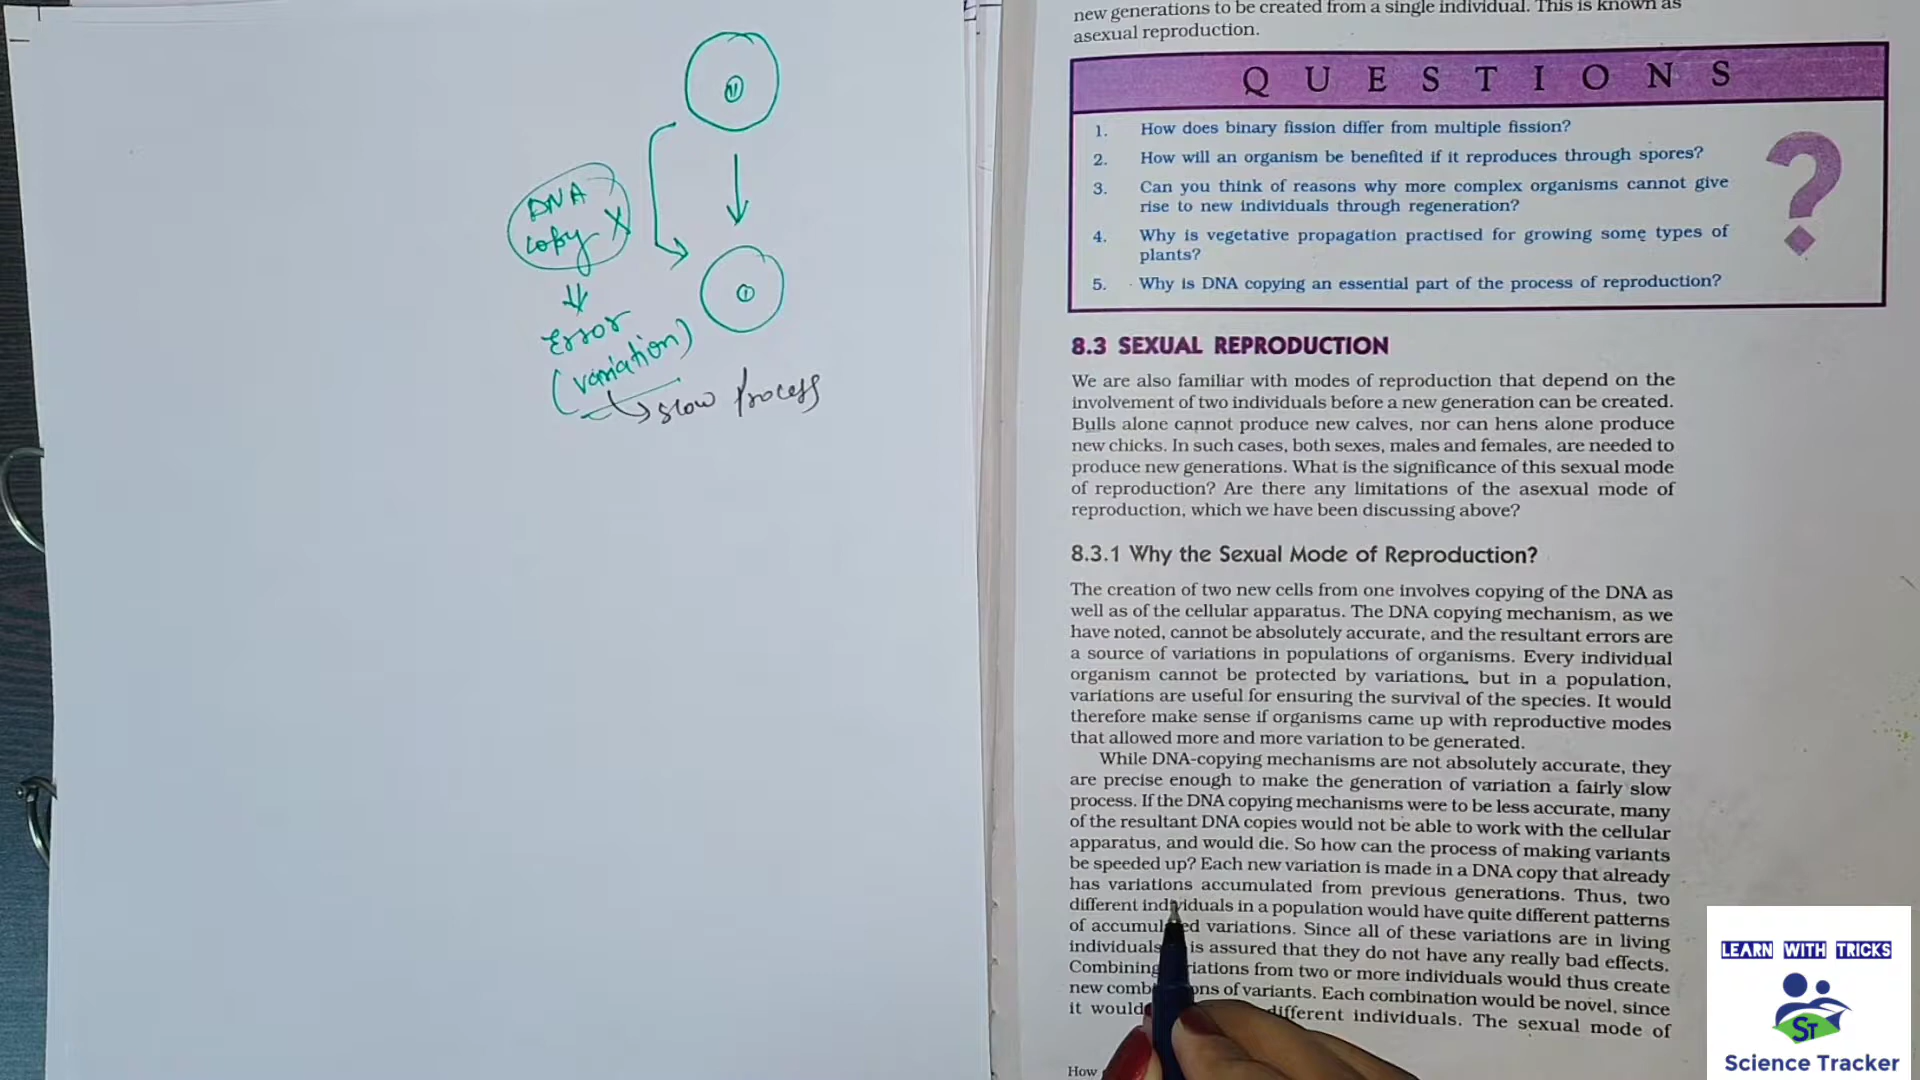 DNA
copy X
Error
(variation)
slow process
new generations to be created from a single individual. This is known as
asexual reproduction.
QUESTIONS
1. How does binary fission differ from multiple fission?
2. How will an organism be benefited if it reproduces through spores?
3. Can you think of reasons why more complex organisms cannot give
rise to new individuals through regeneration?
4. Why is vegetative propagation practised for growing some types of
plants?
5. Why is DNA copying an essential part of the process of reproduction?
?
8.3 SEXUAL REPRODUCTION
We are also familiar with modes of reproduction that depend on the
involvement of two individuals before a new generation can be created.
Bulls alone cannot produce new calves, nor can hens alone produce
new chicks. In such cases, both sexes, males and females, are needed to
produce new generations. What is the significance of this sexual mode
of reproduction? Are there any limitations of the asexual mode of
reproduction, which we have been discussing above?
8.3.1 Why the Sexual Mode of Reproduction?
The creation of two new cells from one involves copying of the DNA as
well as of the cellular apparatus. The DNA copying mechanism, as we
have noted, cannot be absolutely accurate, and the resultant errors are
a source of variations in populations of organisms. Every individual
organism cannot be protected by variations, but in a population,
variations are useful for ensuring the survival of the species. It would
therefore make sense if organisms came up with reproductive modes
that allowed more and more variation to be generated.
While DNA-copying mechanisms are not absolutely accurate, they
are precise enough to make the generation of variation a fairly slow
process. If the DNA copying mechanisms were to be less accurate, many
of the resultant DNA copies would not be able to work with the cellular
apparatus, and would die. So how can the process of making variants
be speeded up? Each new variation is made in a DNA copy that already
has variations accumulated from previous generations. Thus, two
different individuals in a population would have quite different patterns
of accumulated variations. Since all of these variations are in living
individuals is assured that they do not have any really bad effects.
Combining variations from two or more individuals would thus create
new combinations of variants. Each combination would be novel, since
it would different individuals. The sexual mode of
How
LEARN WITH TRICKS
ST
Science Tracker